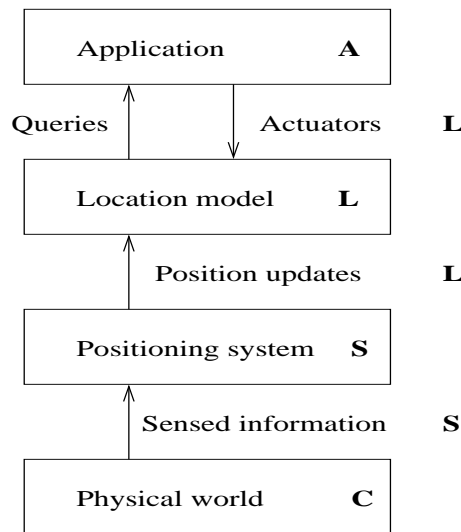 Application A
Queries Actuators L
Location model L
Position updates L
Positioning system S
Sensed information S
Physical world C